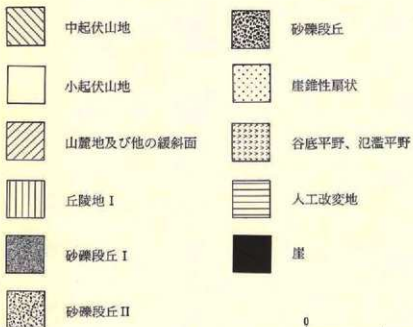 中起伏山地
小起伏山地
山麓地及び他の緩斜面
丘陵地 I
砂礫段丘 I
砂礫段丘 II
砂礫段丘
崖錐性扇状
谷底平野、氾濫平野
人工改変地
崖
0